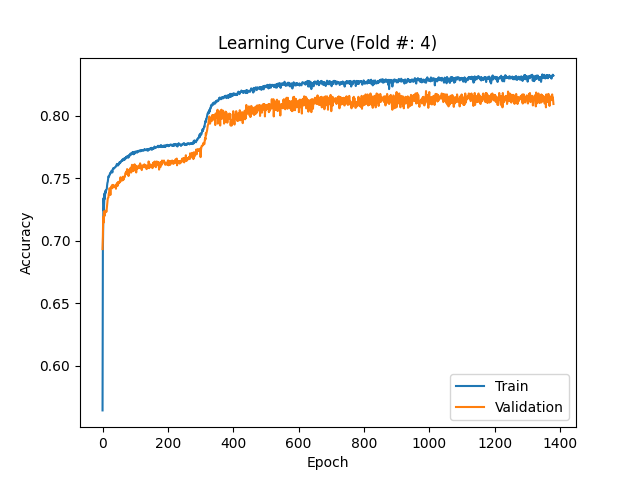 Learning Curve (Fold #: 4)
Accuracy
0.80
0.75
0.70
0.65
0.60
0 200 400 600 800 1000 1200 1400
Epoch
Train
Validation